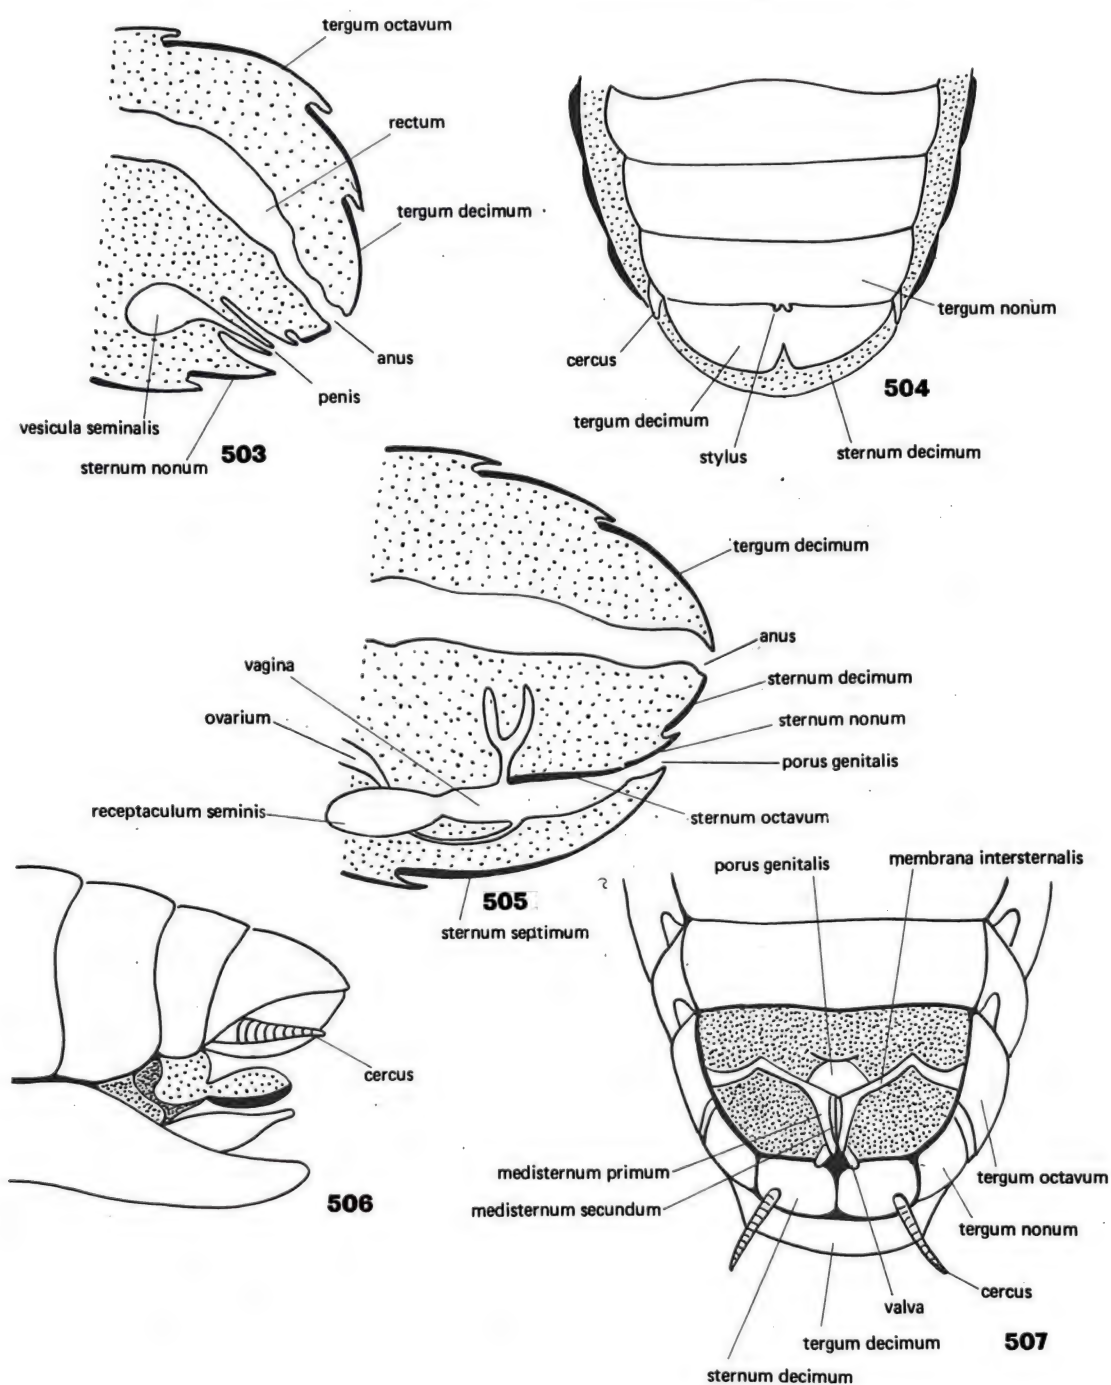 tergum octavum
rectum
tergum decimum
anus
penis
vesicula seminalis
sternum nonum
503
tergum nonum
cercus
504
tergum decimum
stylus
sternum decimum
tergum decimum
anus
vagina
sternum decimum
ovarium
sternum nonum
porus genitalis
receptaculum seminis
sternum octavum
505
sternum septimum
cercus
506
porus genitalis
membrana intersternalis
medisternum primum
tergum octavum
medisternum secundum
tergum nonum
cercus
valva
tergum decimum
507
sternum decimum